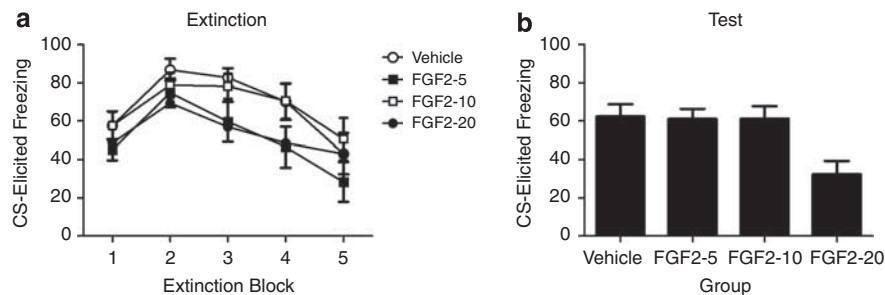 a
Extinction
CS-Elicited Freezing
100
80
60
40
20
0
1 2 3 4 5
Extinction Block
Vehicle
FGF2-5
FGF2-10
FGF2-20
b
Test
CS-Elicited Freezing
100
80
60
40
20
0
Vehicle FGF2-5 FGF2-10 FGF2-20
Group